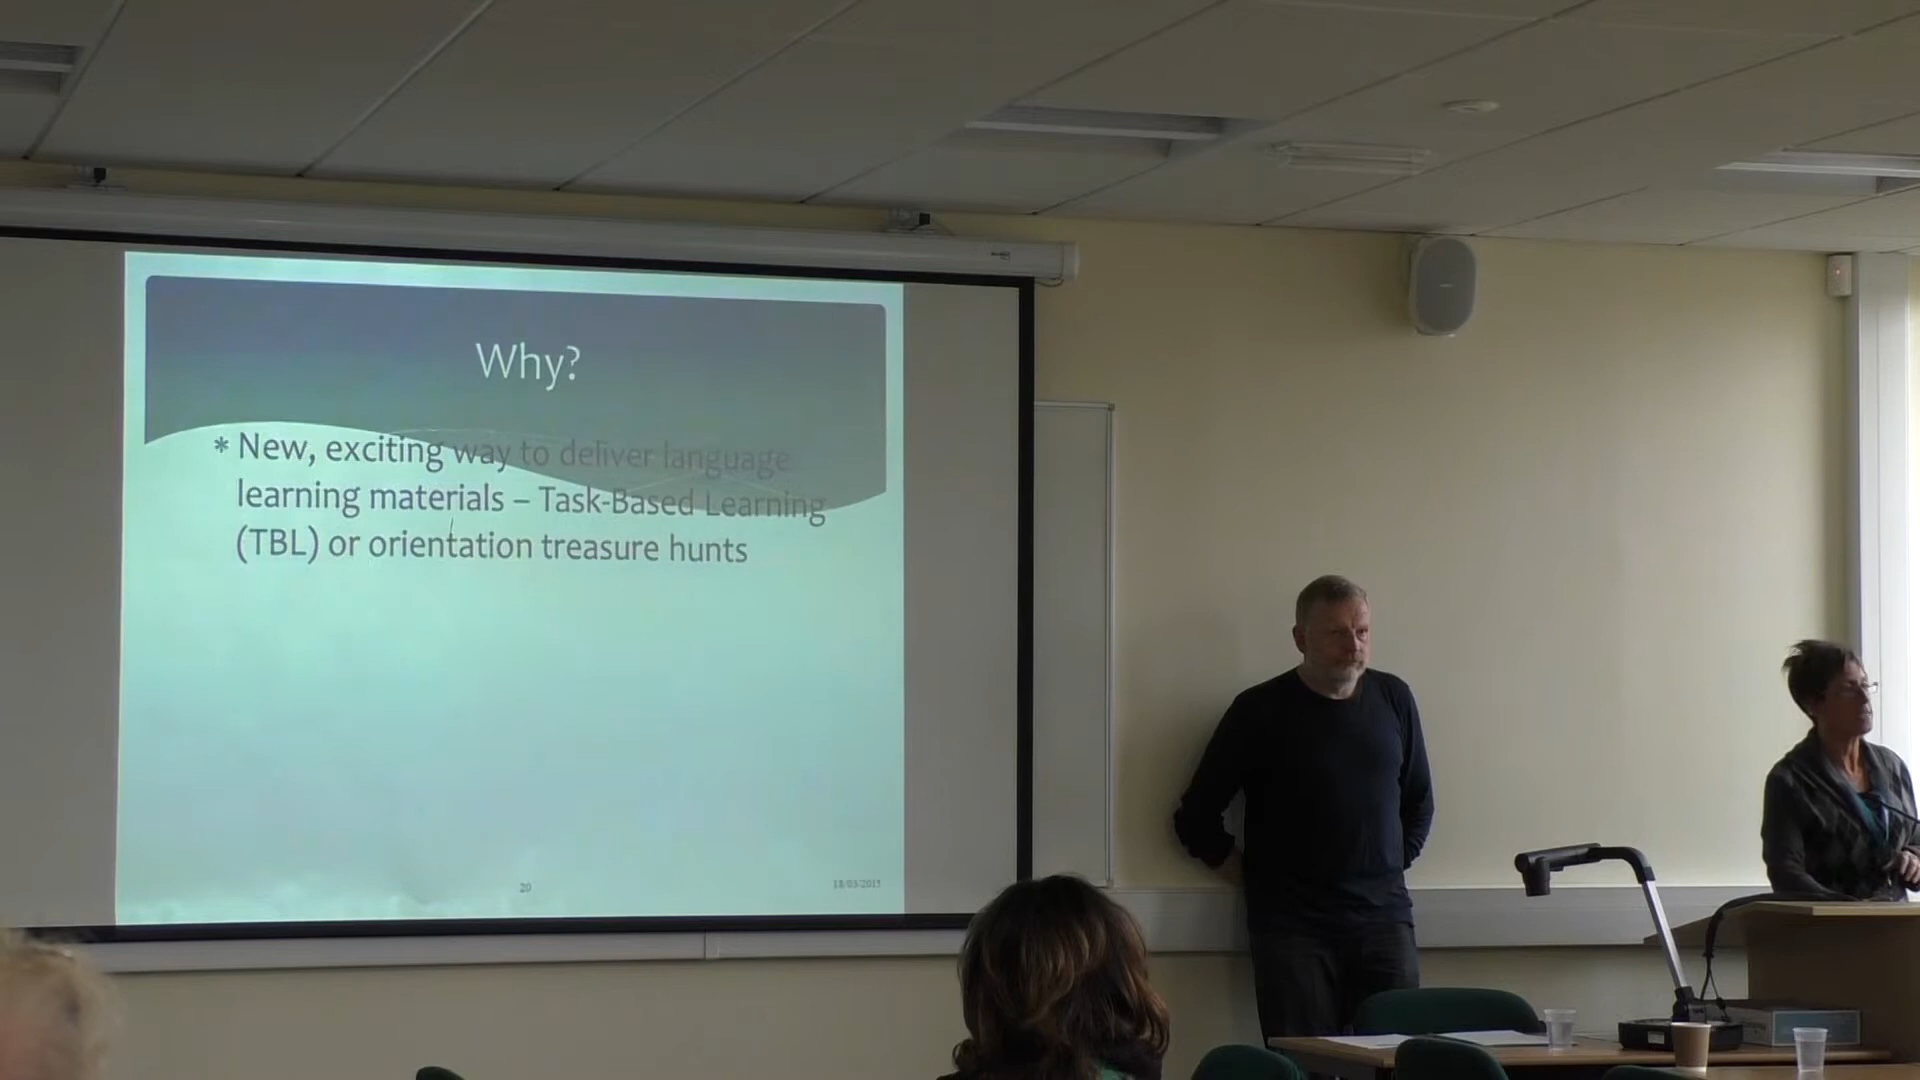 Why?
* New, exciting way to deliver language
learning materials – Task-Based Learning
(TBL) or orientation treasure hunts
20
18/03/2015